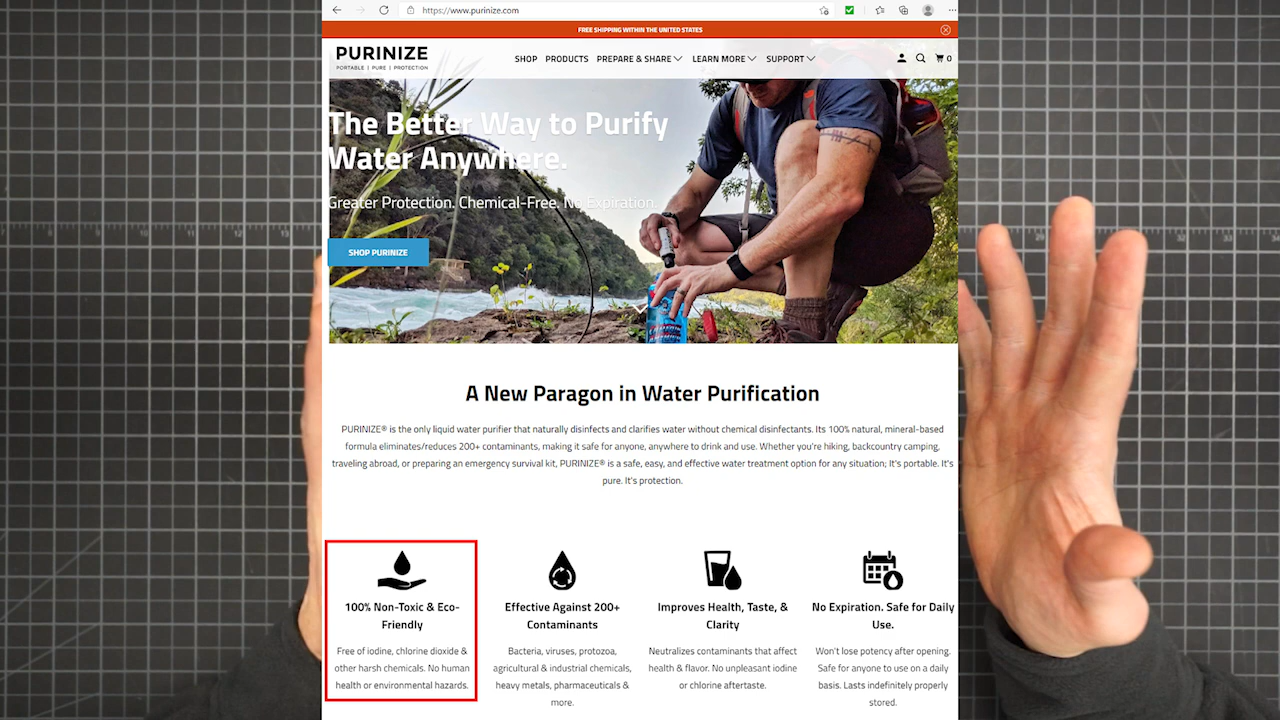 https://www.purinize.com
FREE SHIPPING WITHIN THE UNITED STATES
PURINIZE
PORTABLE | PURE | PROTECTION
SHOP PRODUCTS PREPARE & SHARE LEARN MORE SUPPORT 0
The Better Way to Purify
Water Anywhere.
Greater Protection. Chemical-Free. No Expiration.
SHOP PURINIZE
A New Paragon in Water Purification
PURINIZE® is the only liquid water purifier that naturally disinfects and clarifies water without chemical disinfectants. Its 100% natural, mineral-based
formula eliminates/reduces 200+ contaminants, making it safe for anyone, anywhere to drink and use. Whether you're hiking, backcountry camping,
traveling abroad, or preparing an emergency survival kit, PURINIZE® is a safe, easy, and effective water treatment option for any situation; It's portable. It's
pure. It's protection.
100% Non-Toxic & Eco-
Friendly
Free of iodine, chlorine dioxide &
other harsh chemicals. No human
health or environmental hazards.
Effective Against 200+
Contaminants
Bacteria, viruses, protozoa,
agricultural & industrial chemicals,
heavy metals, pharmaceuticals &
more.
Improves Health, Taste, &
Clarity
Neutralizes contaminants that affect
health & flavor. No unpleasant iodine
or chlorine aftertaste.
No Expiration. Safe for Daily
Use.
Won't lose potency after opening.
Safe for anyone to use on a daily
basis. Lasts indefinitely properly
stored.